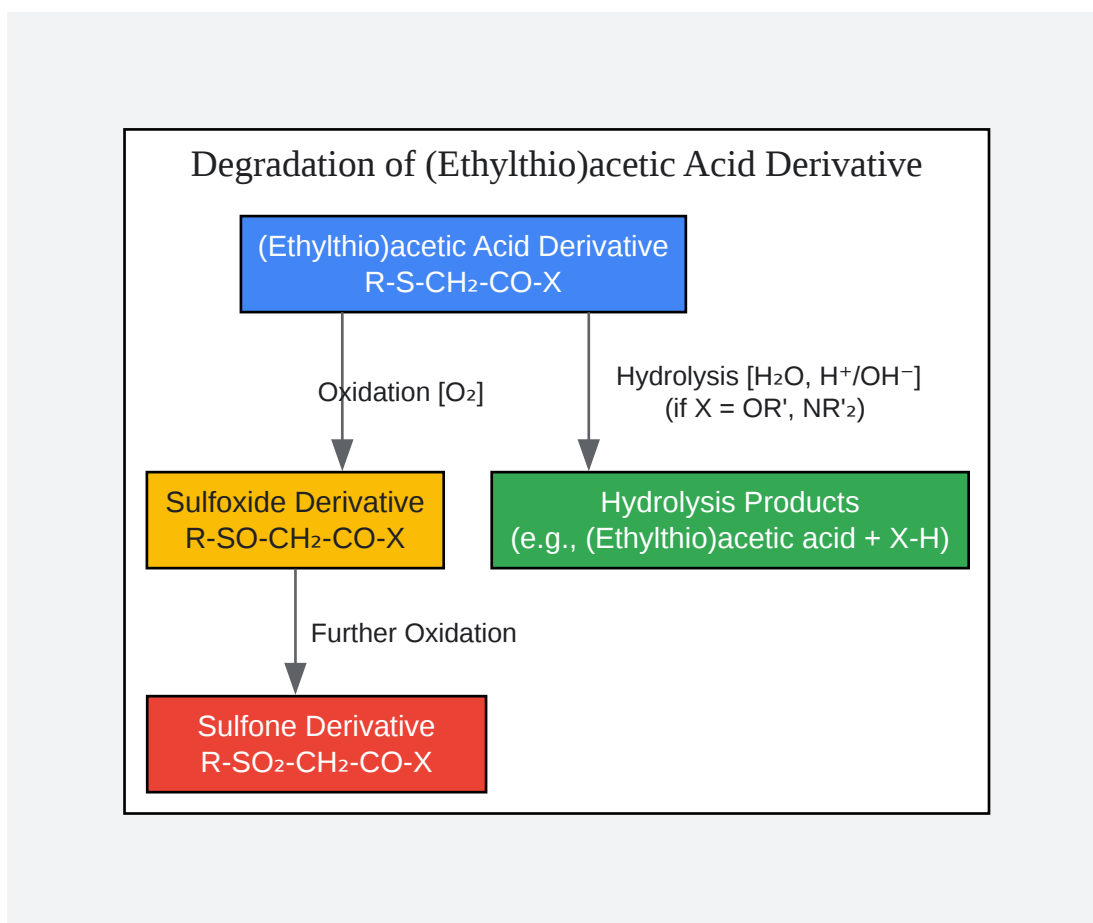 Degradation of (Ethylthio)acetic Acid Derivative
(Ethylthio)acetic Acid Derivative
R-S-CH₂-CO-X
Oxidation [O₂]
Hydrolysis [H₂O, H⁺/OH⁻]
(if X = OR', NR'₂)
Sulfoxide Derivative
R-SO-CH₂-CO-X
Hydrolysis Products
(e.g., (Ethylthio)acetic acid + X-H)
Further Oxidation
Sulfone Derivative
R-SO₂-CH₂-CO-X